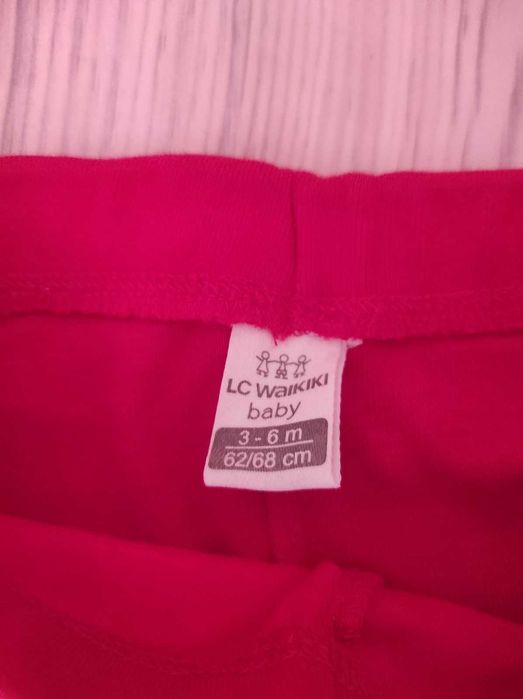 LC WAIKIKI
baby
3 - 6 m
62/68 cm